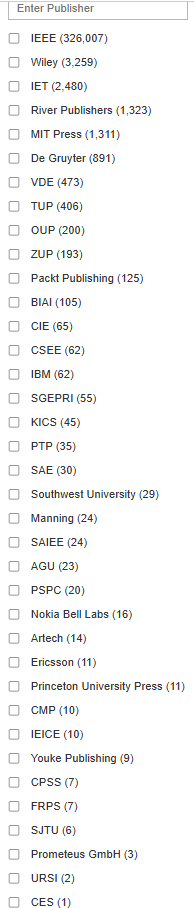 Enter Publisher
IEEE (326,007)
Wiley (3,259)
IET (2,480)
River Publishers (1,323)
MIT Press (1,311)
De Gruyter (891)
VDE (473)
TUP (406)
OUP (200)
ZUP (193)
Packt Publishing (125)
BIAI (105)
CIE (65)
CSEE (62)
IBM (62)
SGEPRI (55)
KICS (45)
PTP (35)
SAE (30)
Southwest University (29)
Manning (24)
SAIEE (24)
AGU (23)
PSPC (20)
Nokia Bell Labs (16)
Artech (14)
Ericsson (11)
Princeton University Press (11)
CMP (10)
IEICE (10)
Youke Publishing (9)
CPSS (7)
FRPS (7)
SJTU (6)
Prometeus GmbH (3)
URSI (2)
CES (1)